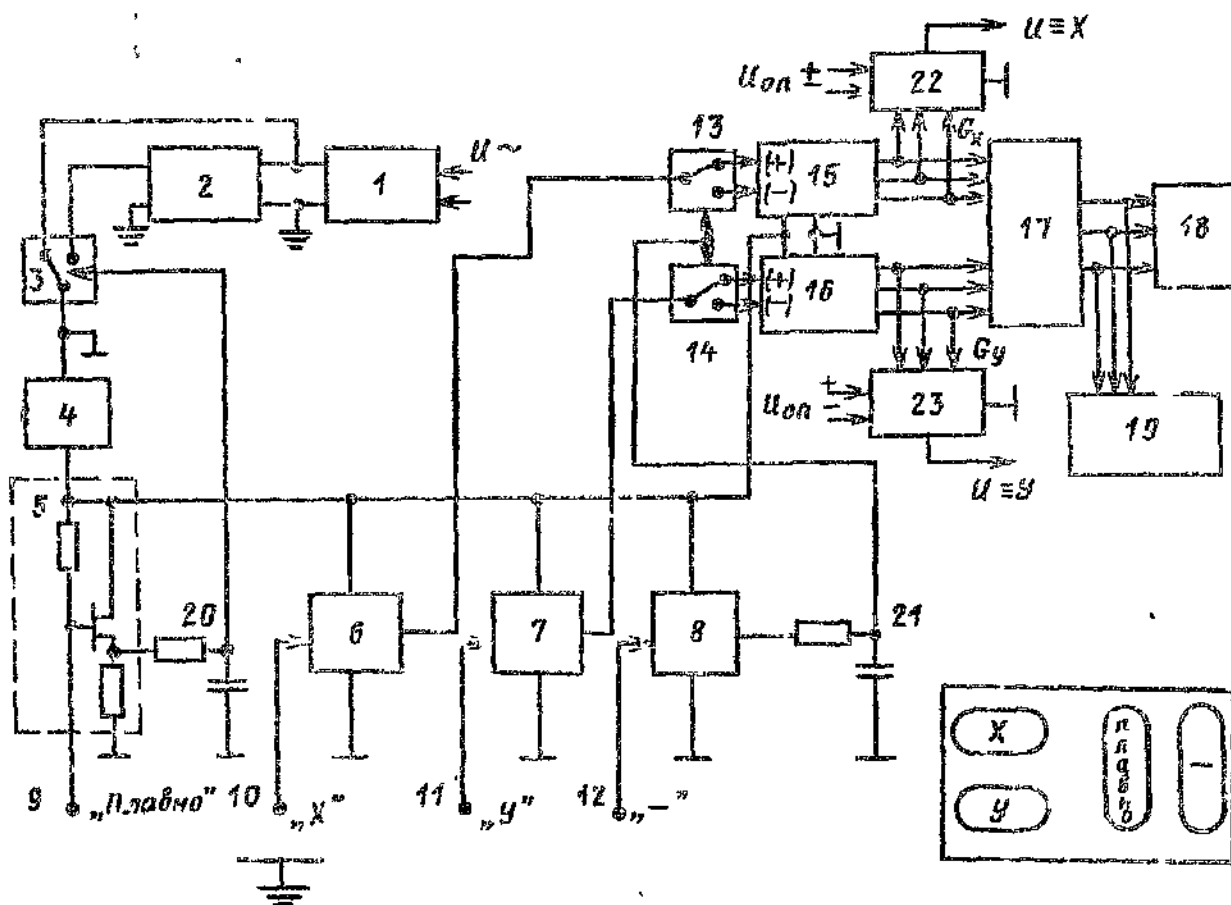 U ≡ X
Uоп ±
22
13
Gx
U ~
2
1
(+)
(-)
15
17
18
3
(+)
(-)
16
14
Gy
4
Uоп + -
23
19
U ≡ У
5
20
6
7
8
21
X
У
плавно
—
9
„Плавно"
10
„X"
11
„У"
12
„–"